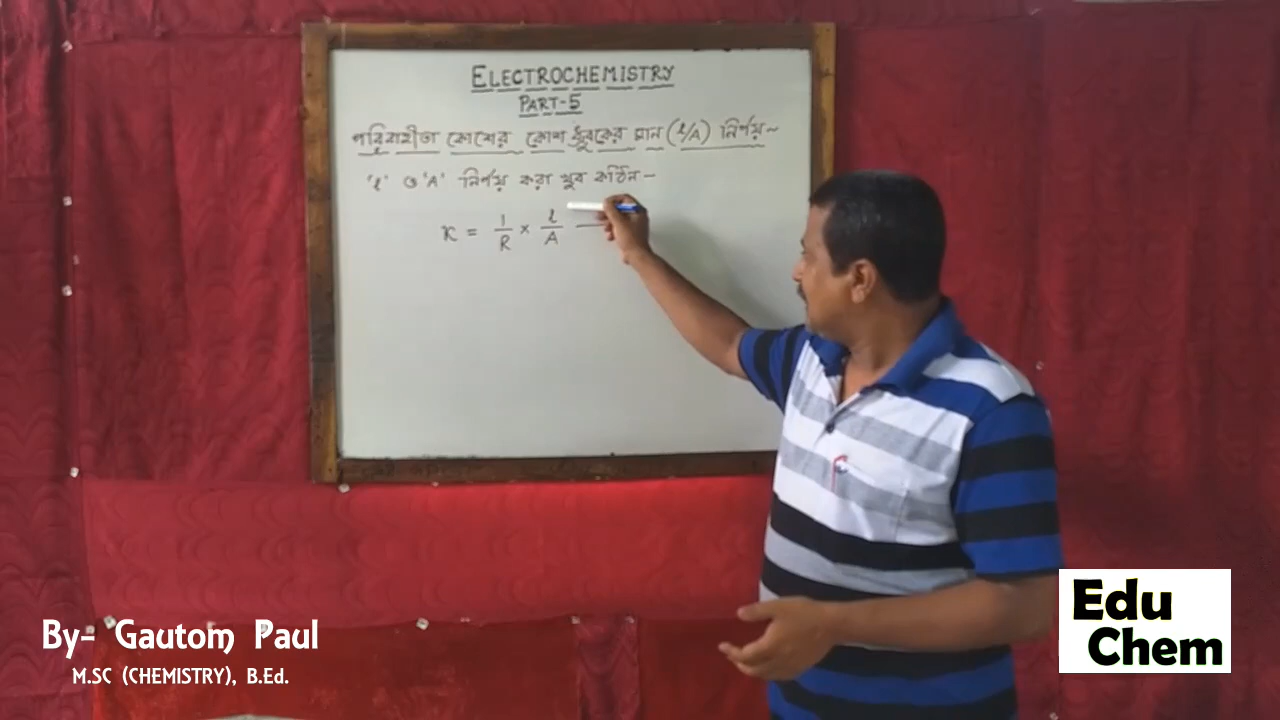 ELECTROCHEMISTRY
PART-5
পরিবাহীতা কোশের কোশ ধ্রুবকের মান (l/A) নির্ণয়~
'l' ও 'A' নির্ণয় করা খুব কঠিন-
K = 1/R × l/A —
By- Gautom Paul
M.SC (CHEMISTRY), B.Ed.
Edu
Chem